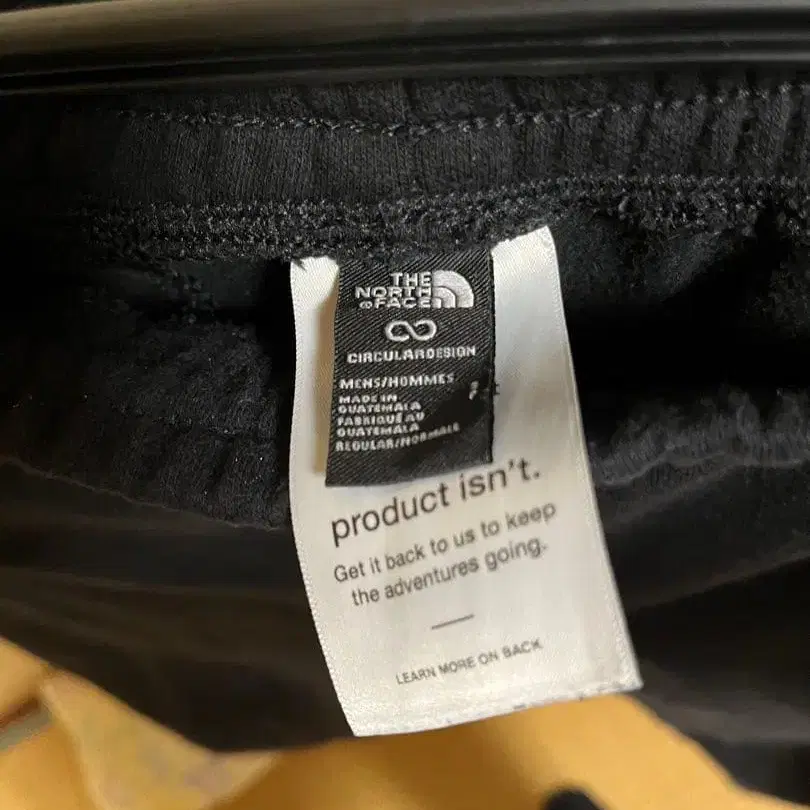 THE
NORTH
FACE
CIRCULARDESIGN
MENS/HOMMES
MADE IN
GUATEMALA
FABRIQUÉ AU
GUATEMALA
REGULAR/NORMALE
product isn't.
Get it back to us to keep
the adventures going.
LEARN MORE ON BACK